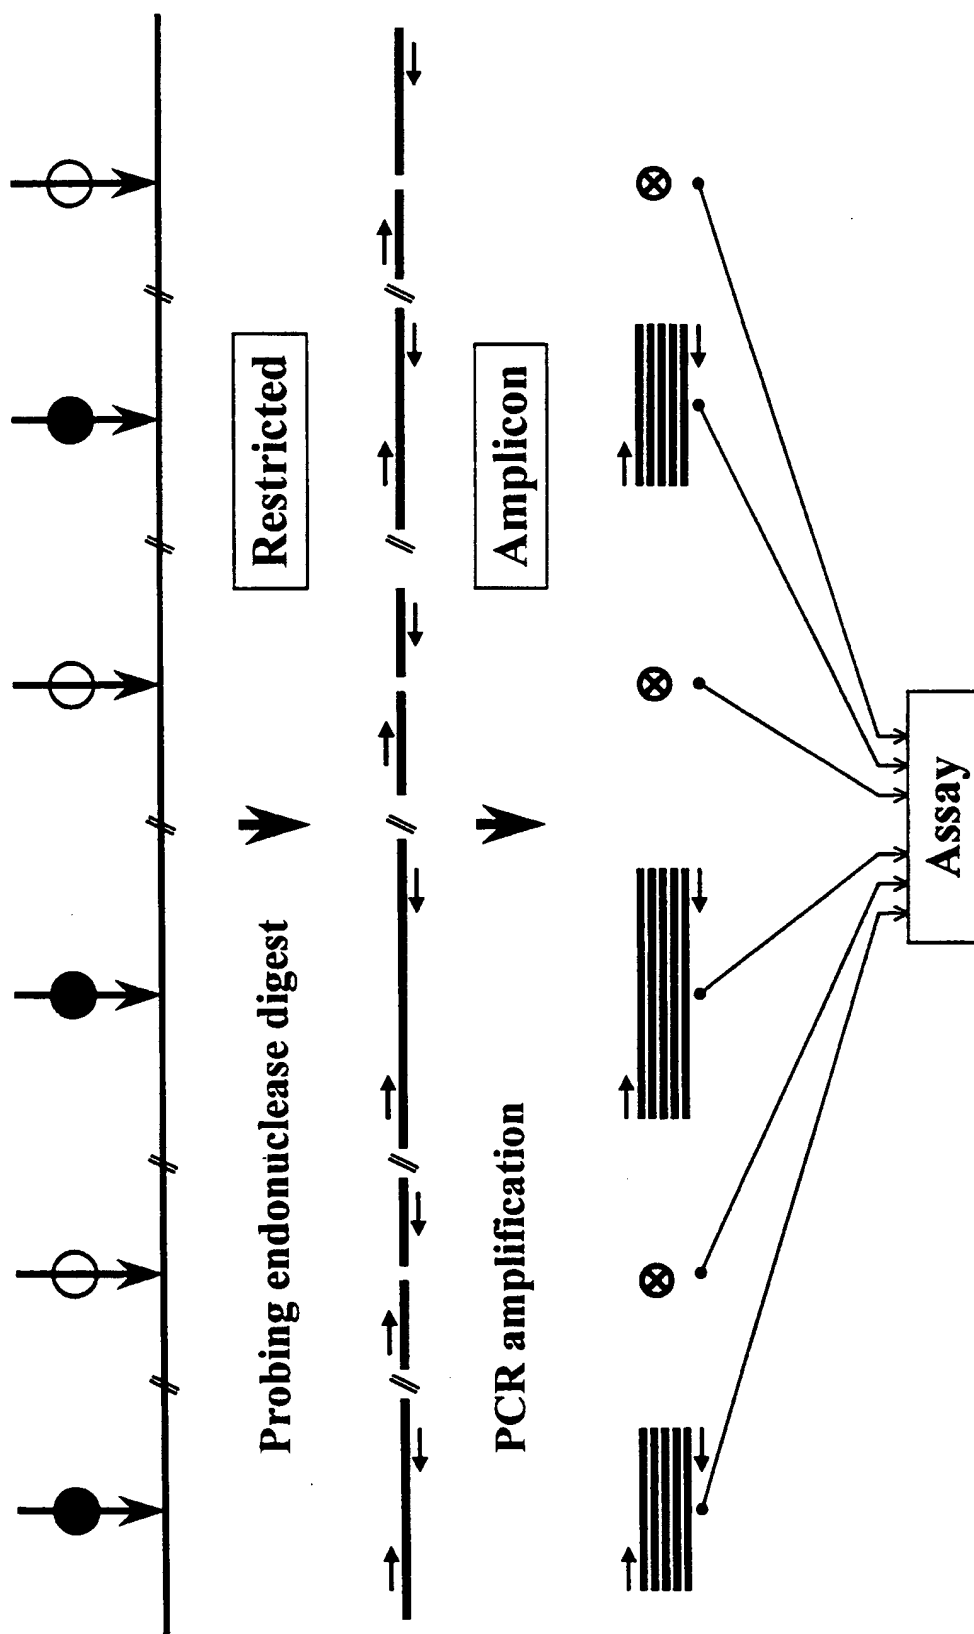 Probing endonuclease digest
Restricted
PCR amplification
Amplicon
Assay